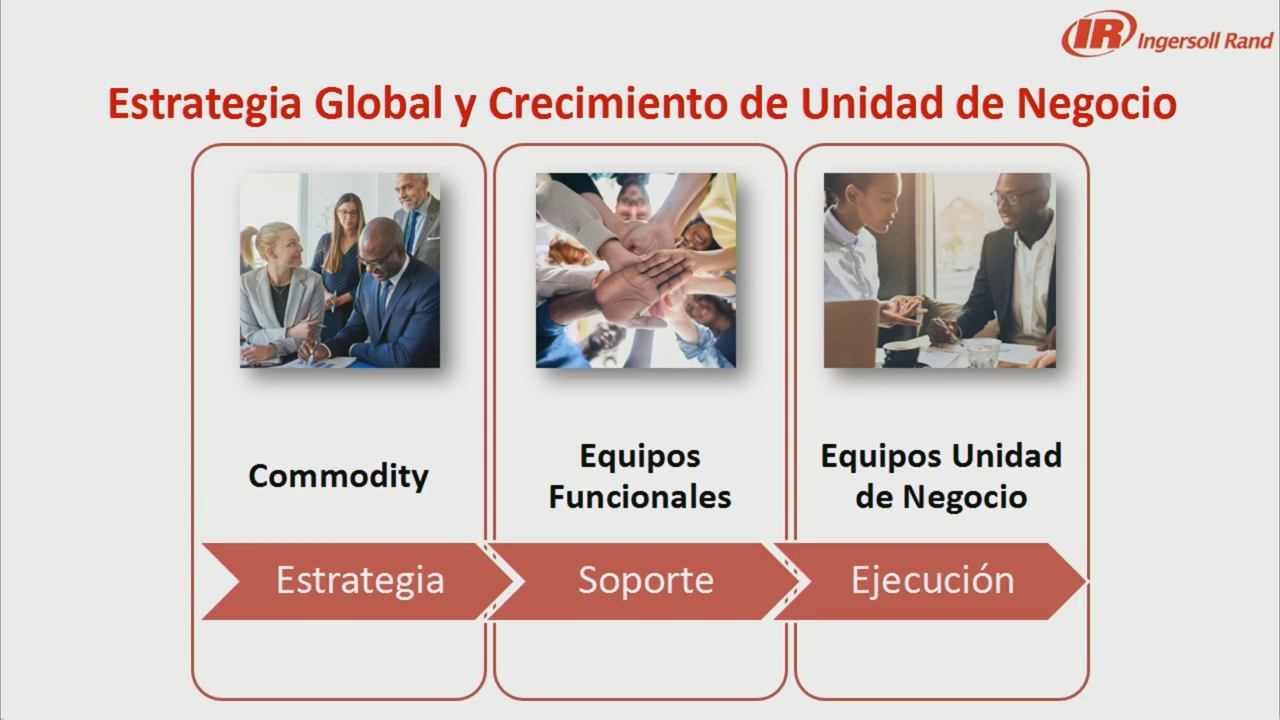 IR Ingersoll Rand
Estrategia Global y Crecimiento de Unidad de Negocio
Commodity
Equipos
Funcionales
Equipos Unidad
de Negocio
Estrategia
Soporte
Ejecución